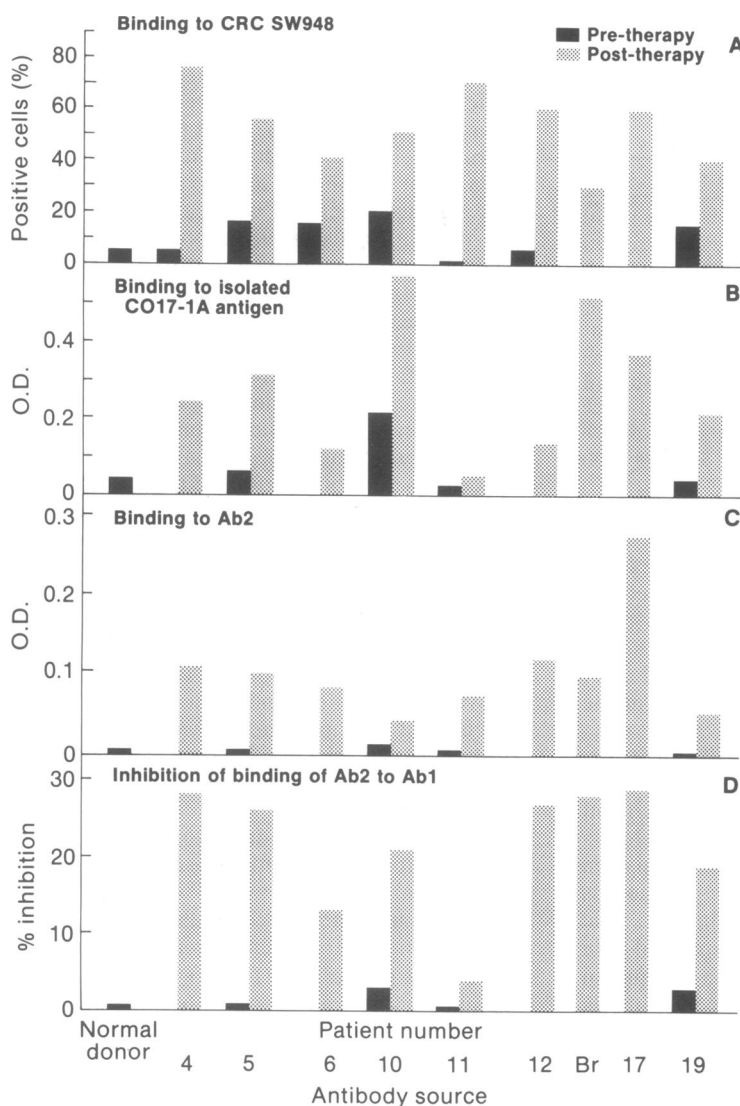 Binding to CRC SW948
Pre-therapy
Post-therapy
A
Positive cells (%)
80
60
40
20
0
Binding to isolated
CO17-1A antigen
B
O.D.
0.4
0.2
0
Binding to Ab2
C
O.D.
0.3
0.2
0.1
0
Inhibition of binding of Ab2 to Ab1
D
% inhibition
30
20
10
0
Normal donor
Patient number
4 5 6 10 11 12 Br 17 19
Antibody source